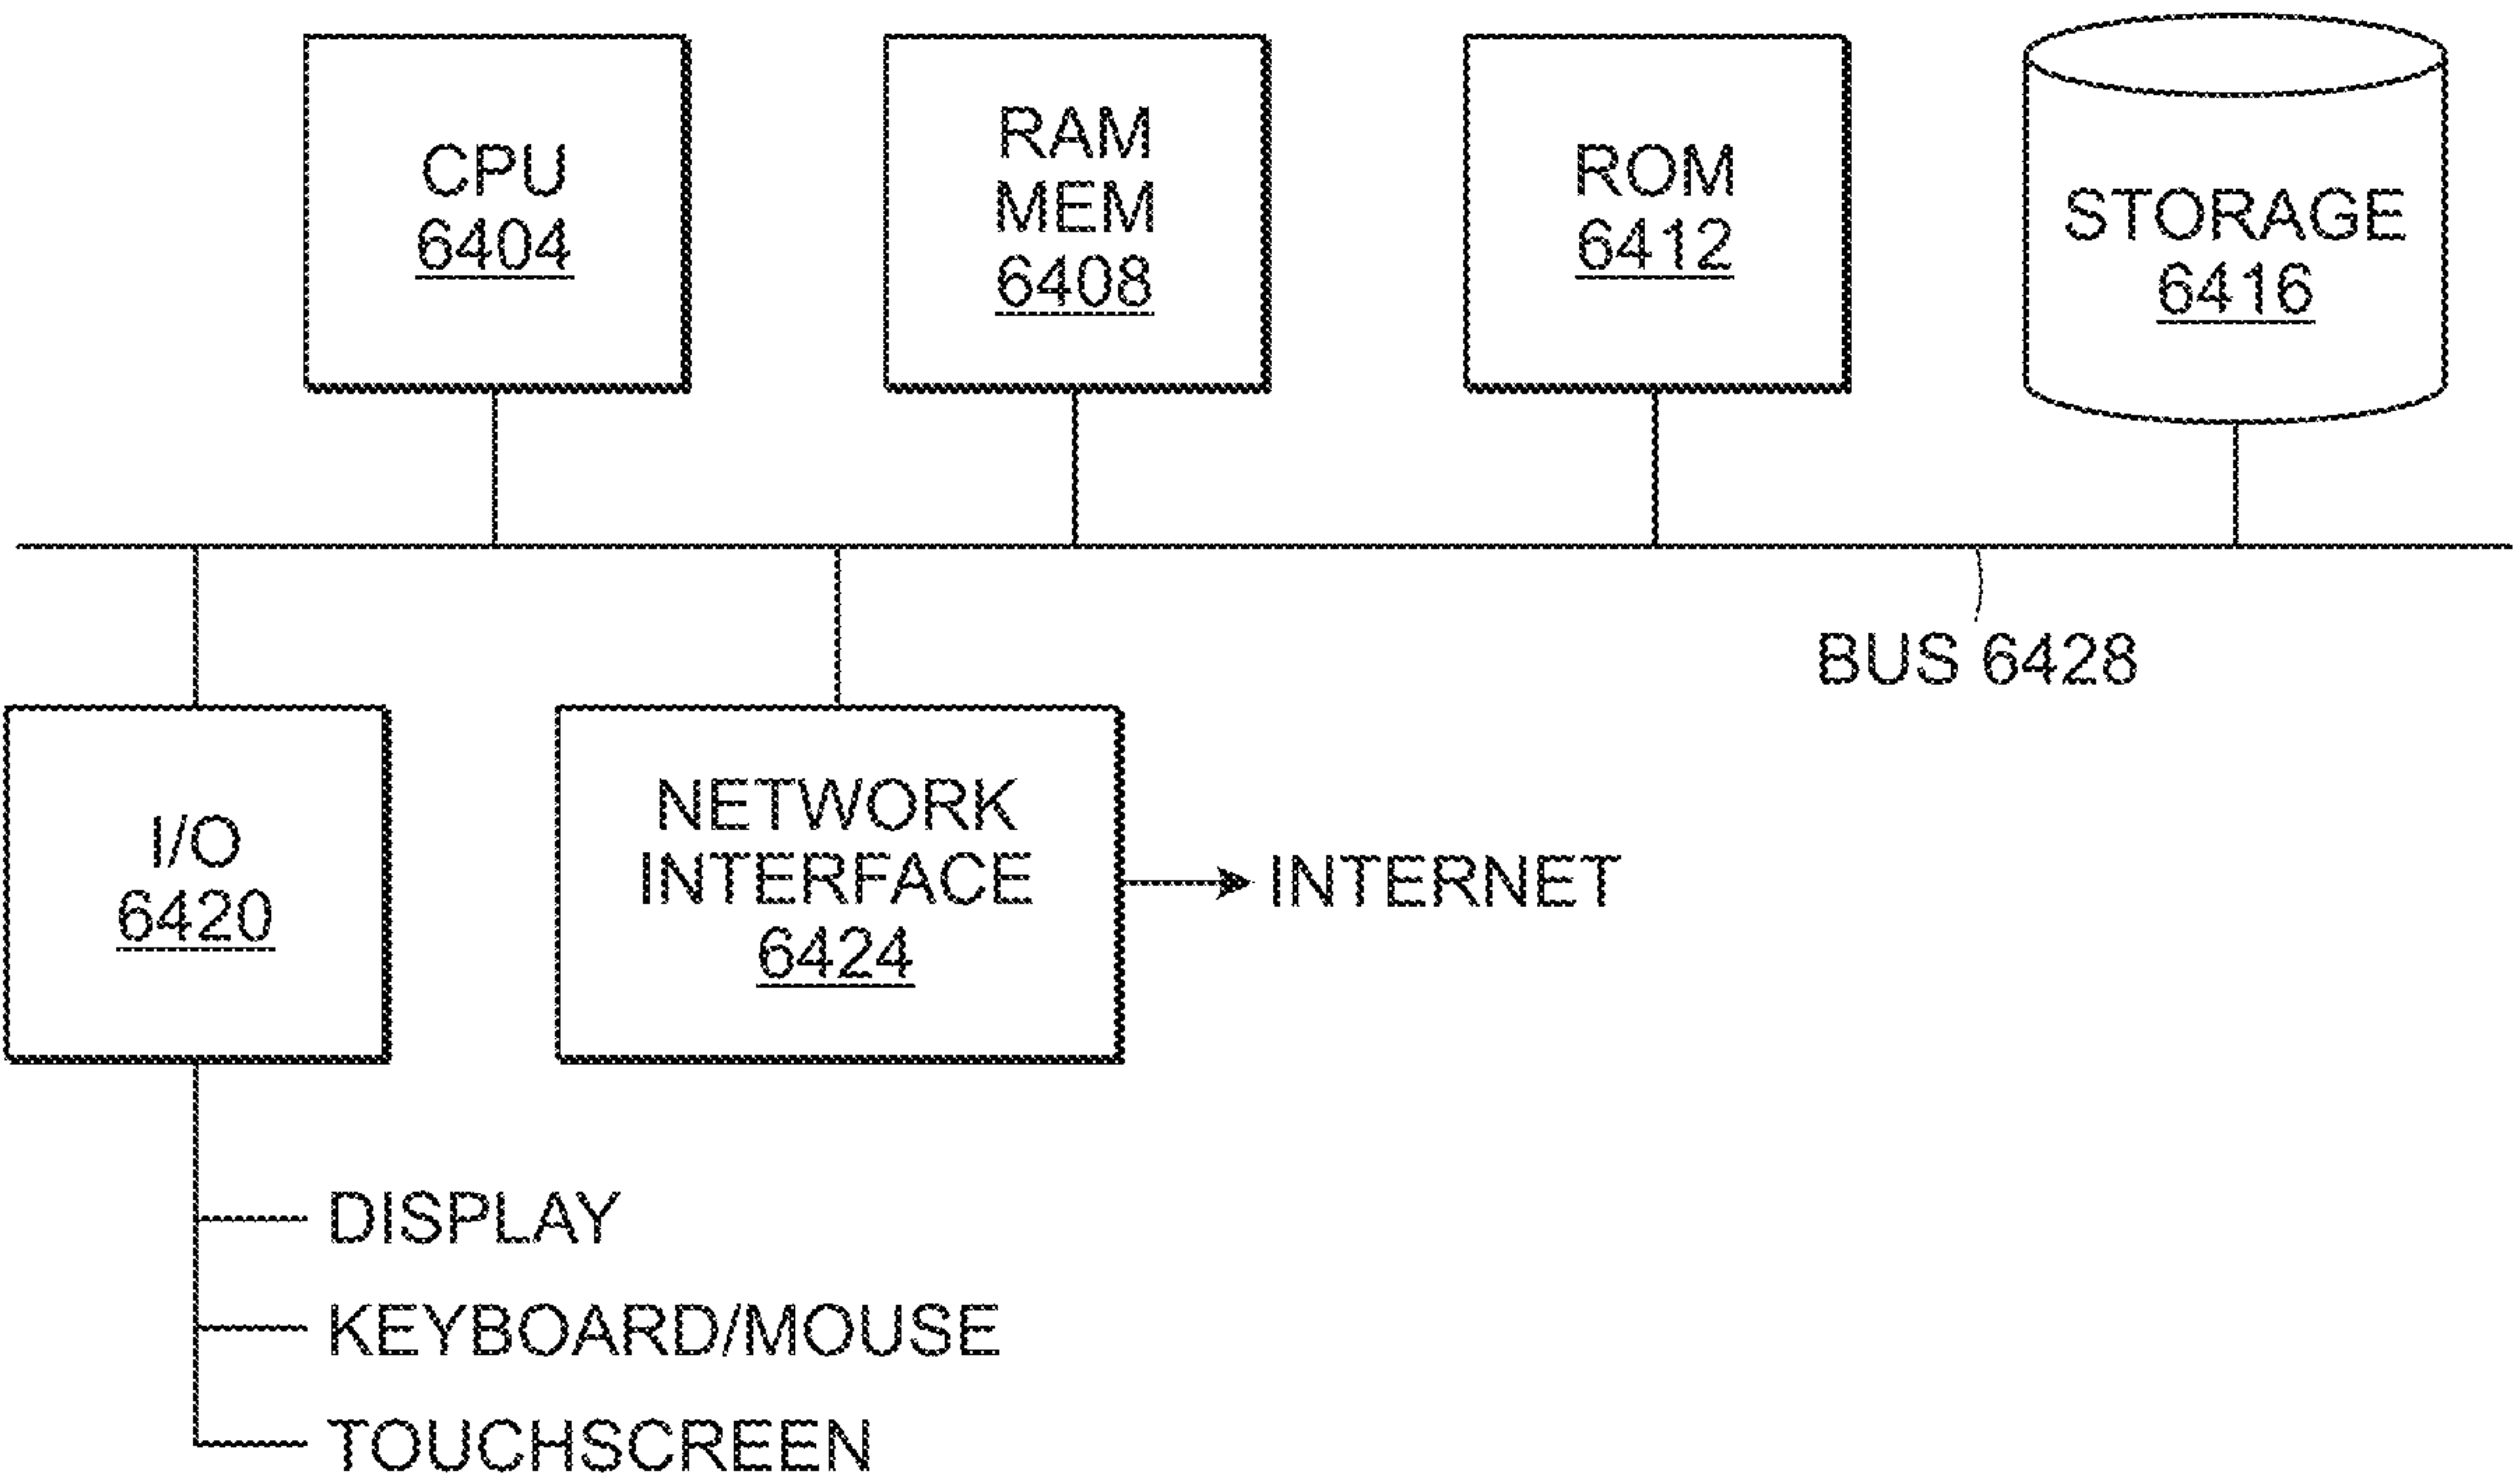 CPU
6404
RAM
MEM
6408
ROM
6412
STORAGE
6416
BUS 6428
I/O
6420
NETWORK
INTERFACE
6424
INTERNET
DISPLAY
KEYBOARD/MOUSE
TOUCHSCREEN